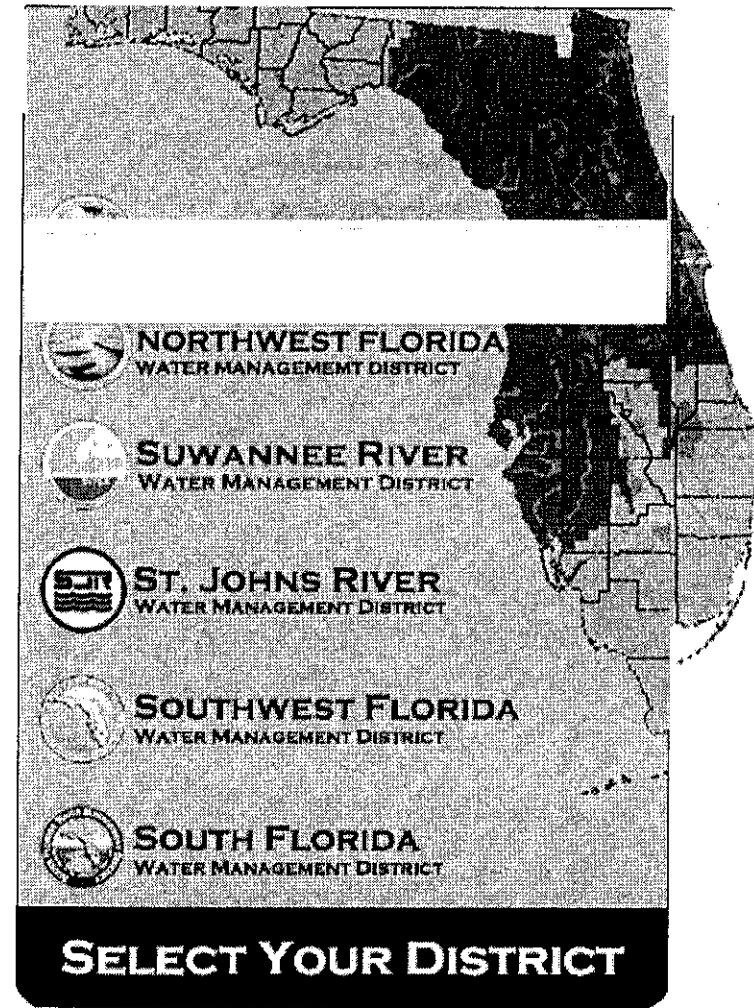 NORTHWEST FLORIDA
WATER MANAGEMEMT DISTRICT
SUWANNEE RIVER
WATER MANAGEMENT DISTRICT
SJR
ST. JOHNS RIVER
WATER MANAGEMENT DISTRICT
SOUTHWEST FLORIDA
WATER MANAGEMENT DISTRICT
SOUTH FLORIDA
WATER MANAGEMENT DISTRICT
SELECT YOUR DISTRICT